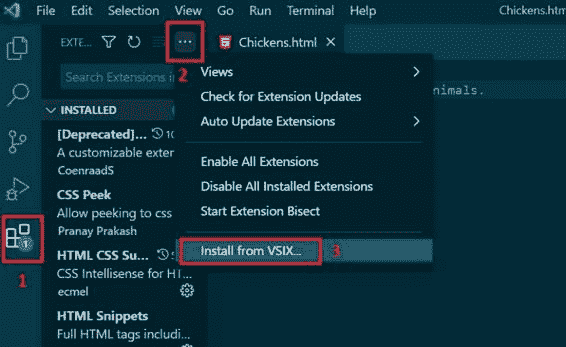 File Edit Selection View Go Run Terminal Help Chickens.html
EXTE... ... Chickens.html
2
Search Extensions i
Views
nimals.
Check for Extension Updates
INSTALLED
Auto Update Extensions
[Deprecated]... 10
A customizable exter
CoenraadS
Enable All Extensions
CSS Peek
Disable All Installed Extensions
Allow peeking to css
Start Extension Bisect
Pranay Prakash
1
Install from VSIX... 3
HTML CSS Su...
CSS Intellisense for H
ecmel
1
HTML Snippets
Full HTML tags includi...